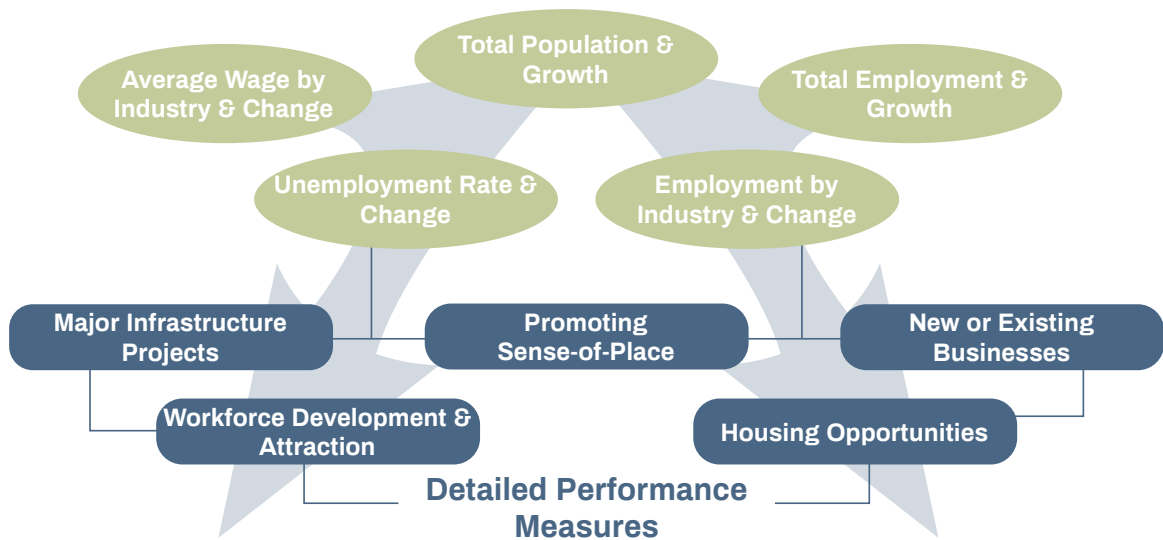 Total Population &
Growth
Average Wage by
Industry & Change
Total Employment &
Growth
Unemployment Rate &
Change
Employment by
Industry & Change
Major Infrastructure
Projects
Promoting
Sense-of-Place
New or Existing
Businesses
Workforce Development &
Attraction
Housing Opportunities
Detailed Performance
Measures